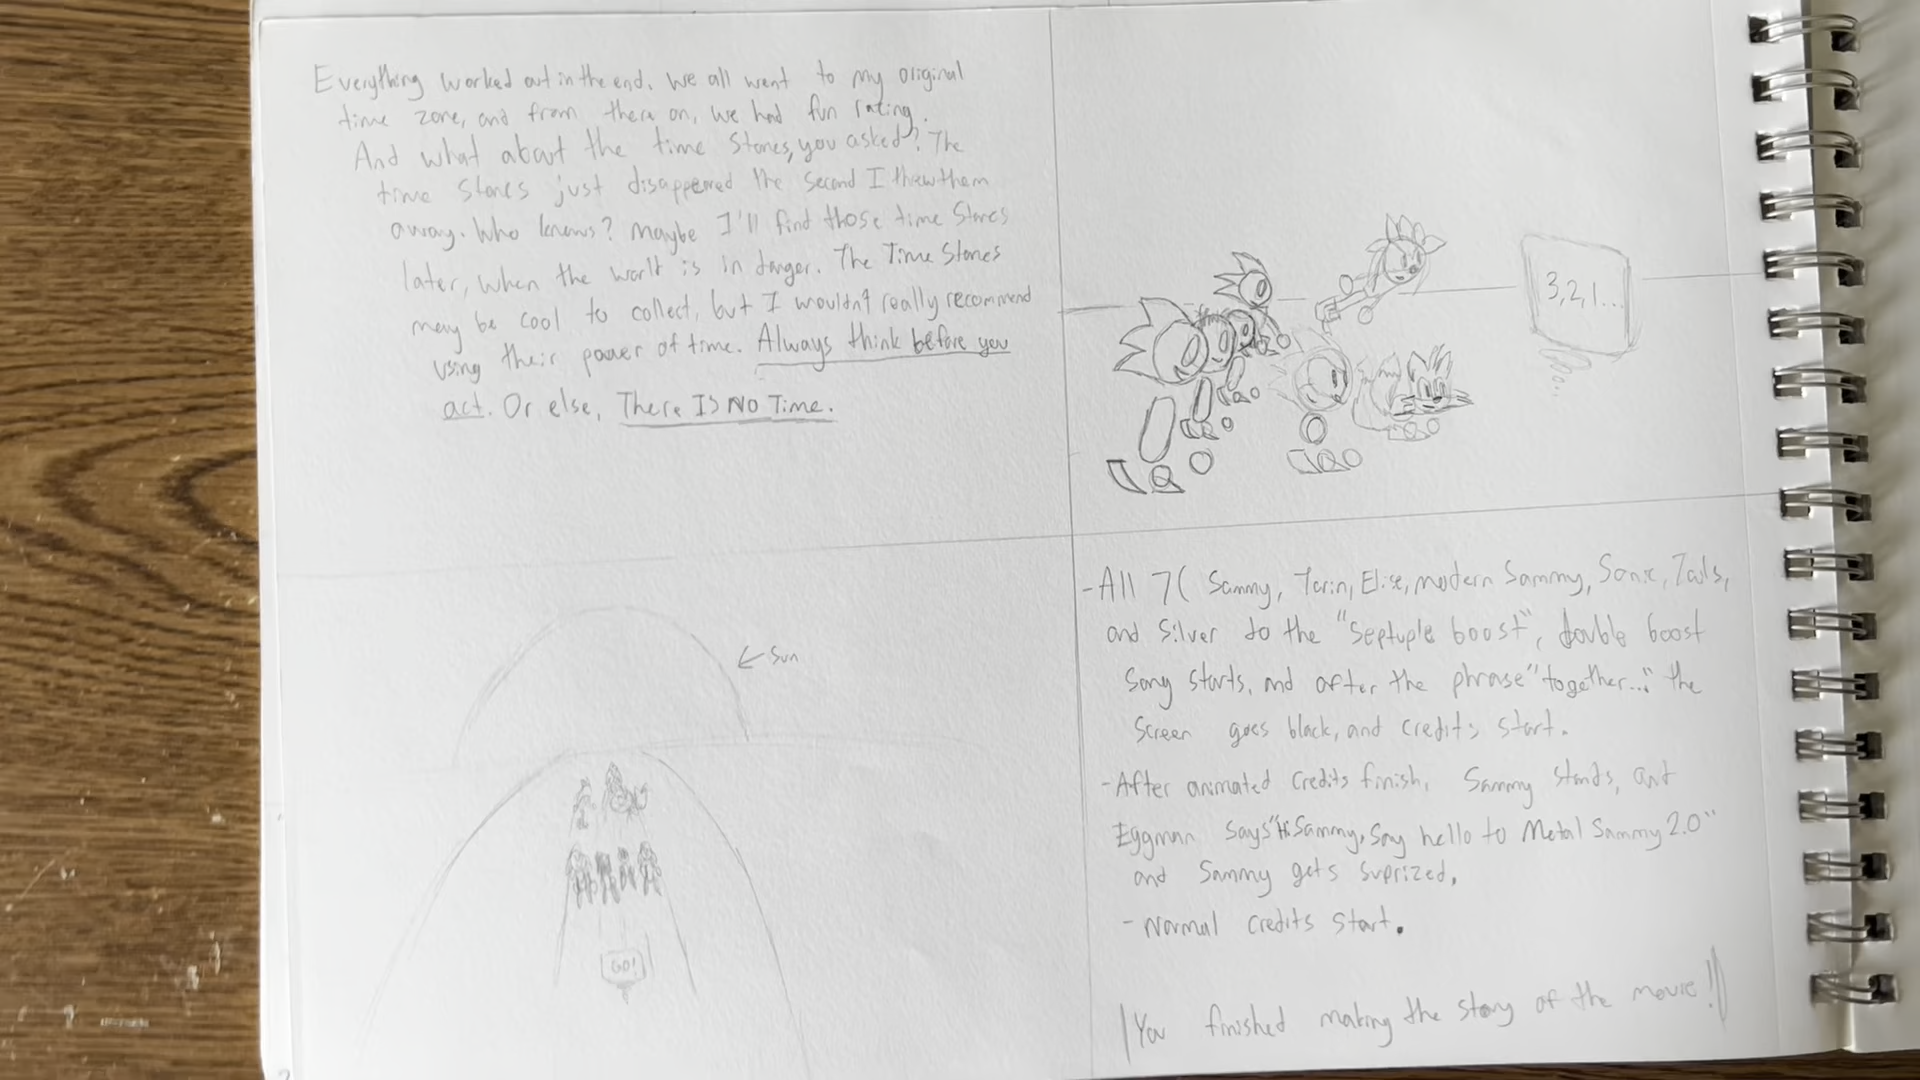 Everything worked out in the end. We all went to my original
time zone, and from there on, we had fun racing.
And what about the time Stones, you asked? The
time Stones just disappeared the second I thew them
away. Who knows? Maybe I'll find those time Stones
later, when the world is in danger. The Time Stones
may be cool to collect, but I wouldn't really recommend
using their power of time. Always think before you
act. Or else, There Is No Time.
3,2,1...
← Sun
GO!
-All 7( Sammy, Tarin, Elise, modern Sammy, Sonic, Tails,
and Silver do the "Septuple boost", double boost
Song starts, and after the phrase "together..." the
Screen goes black, and credits start.
-After animated credits finish, Sammy stands, and
Eggman says "Hi Sammy, Say hello to Metal Sammy 2.0"
and Sammy gets suprized.
- Normal credits start.
You finished making the story of the movie!